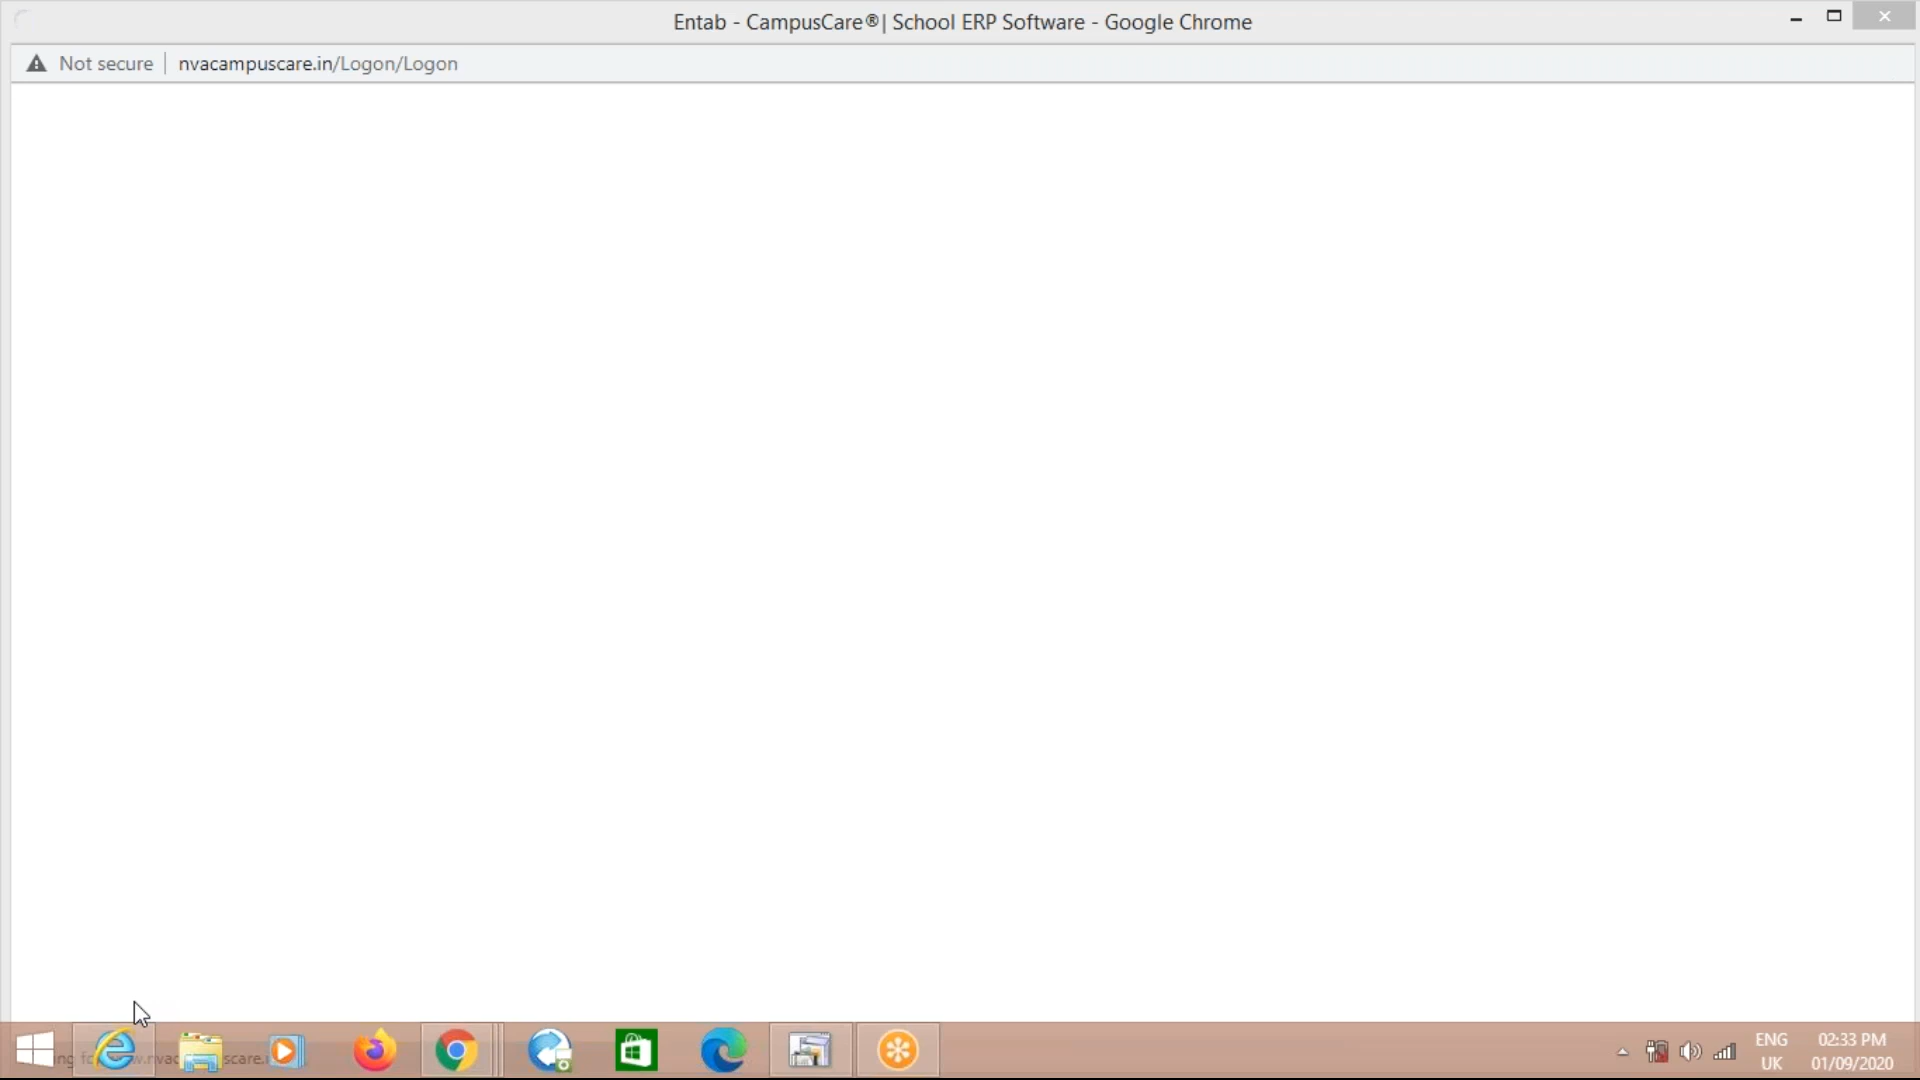 Entab - CampusCare®| School ERP Software - Google Chrome
Not secure | nvacampuscare.in/Logon/Logon
ENG 02:33 PM
UK 01/09/2020